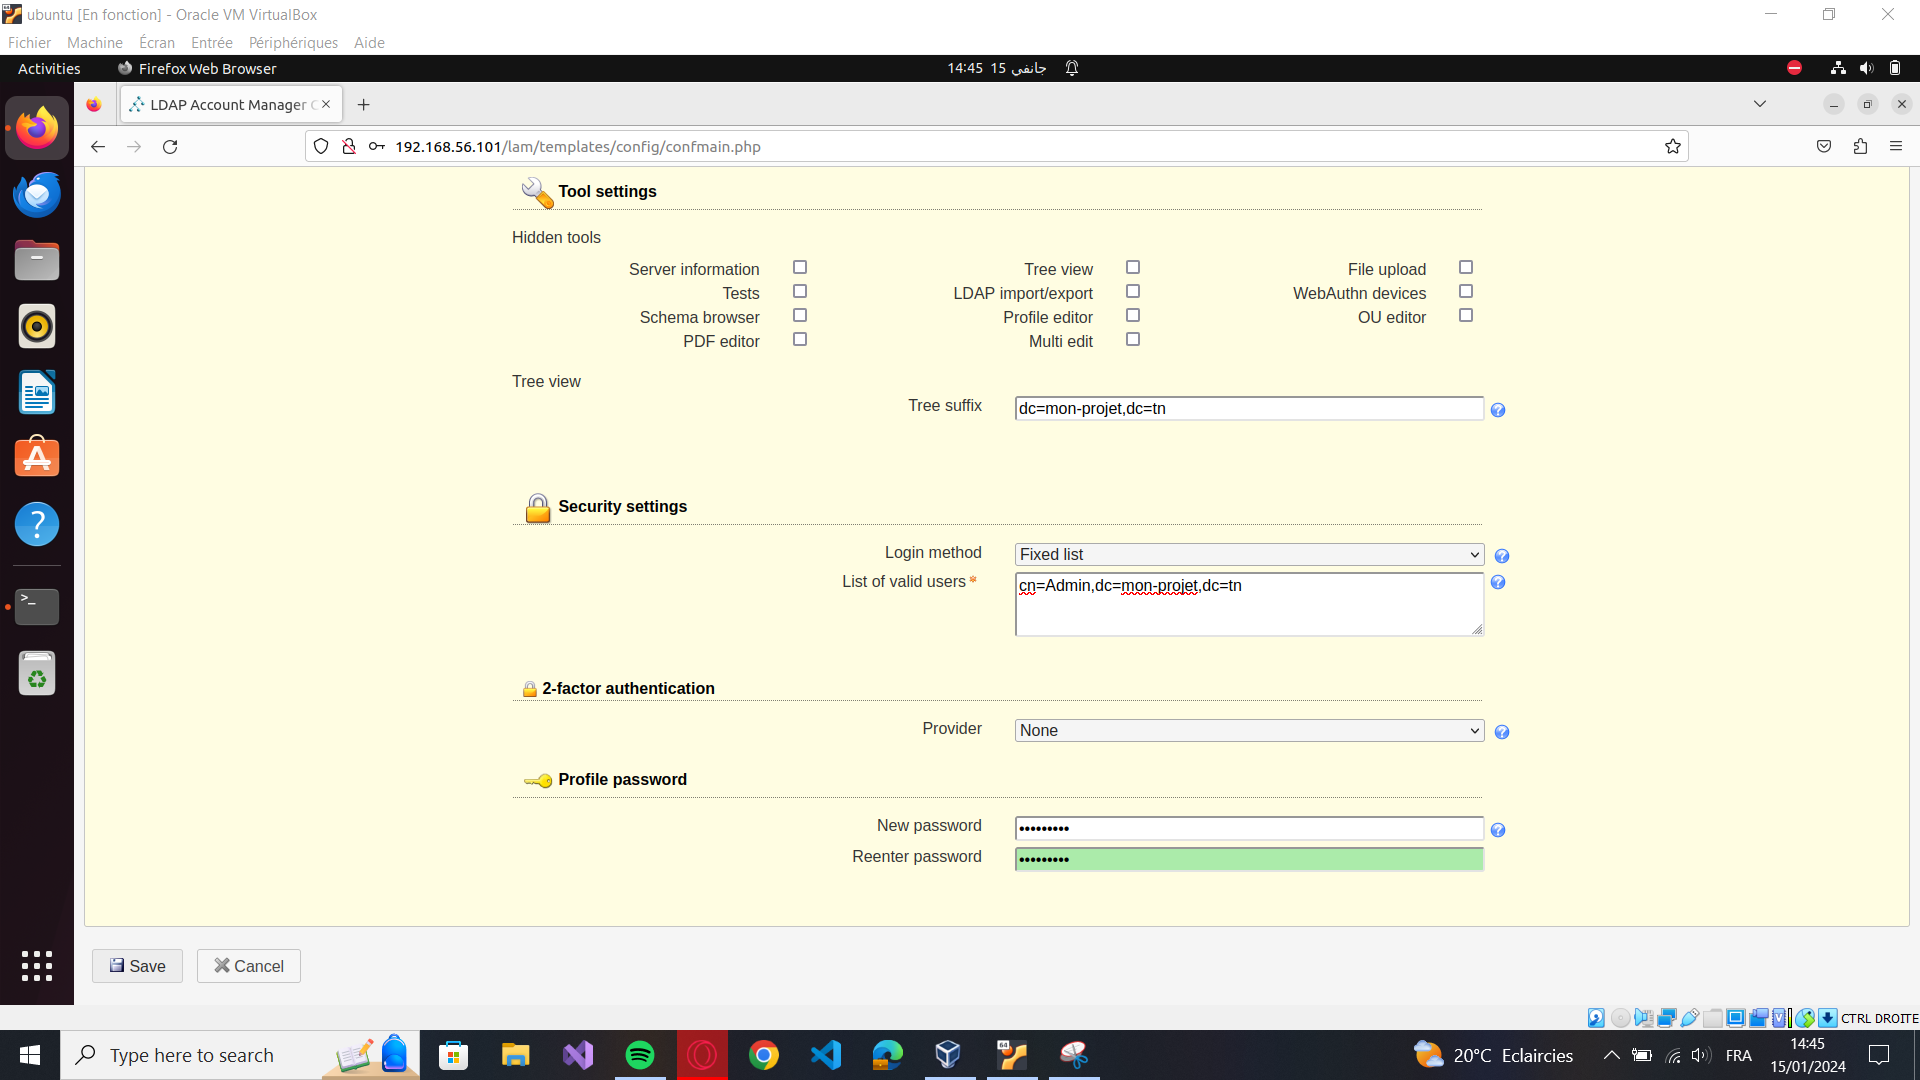 ubuntu [En fonction] - Oracle VM VirtualBox
Fichier Machine Écran Entrée Périphériques Aide
Activities Firefox Web Browser 14:45 15 جانفي
LDAP Account Manager C
192.168.56.101/lam/templates/config/confmain.php
Tool settings
Hidden tools
Server information Tree view File upload
Tests LDAP import/export WebAuthn devices
Schema browser Profile editor OU editor
PDF editor Multi edit
Tree view
Tree suffix dc=mon-projet,dc=tn
Security settings
Login method Fixed list
List of valid users* cn=Admin,dc=mon-projet,dc=tn
2-factor authentication
Provider None
Profile password
New password •••••••••
Reenter password •••••••••
Save Cancel
CTRL DROITE
Type here to search 20°C Eclaircies FRA 14:45
15/01/2024